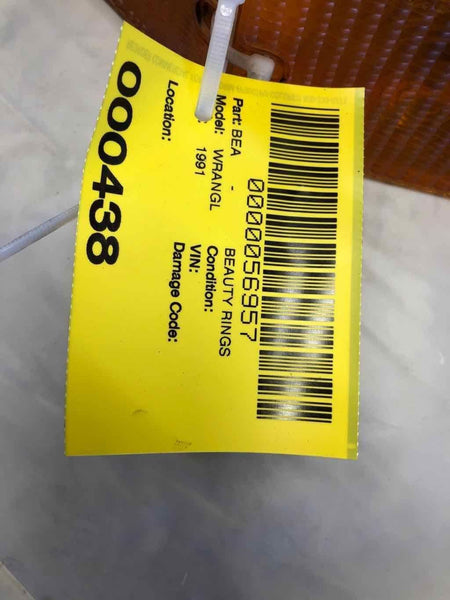 0000056957
Part: BEA - BEAUTY RINGS
Model: WRANGL Condition:
1991 VIN:
Location: Damage Code:
000438